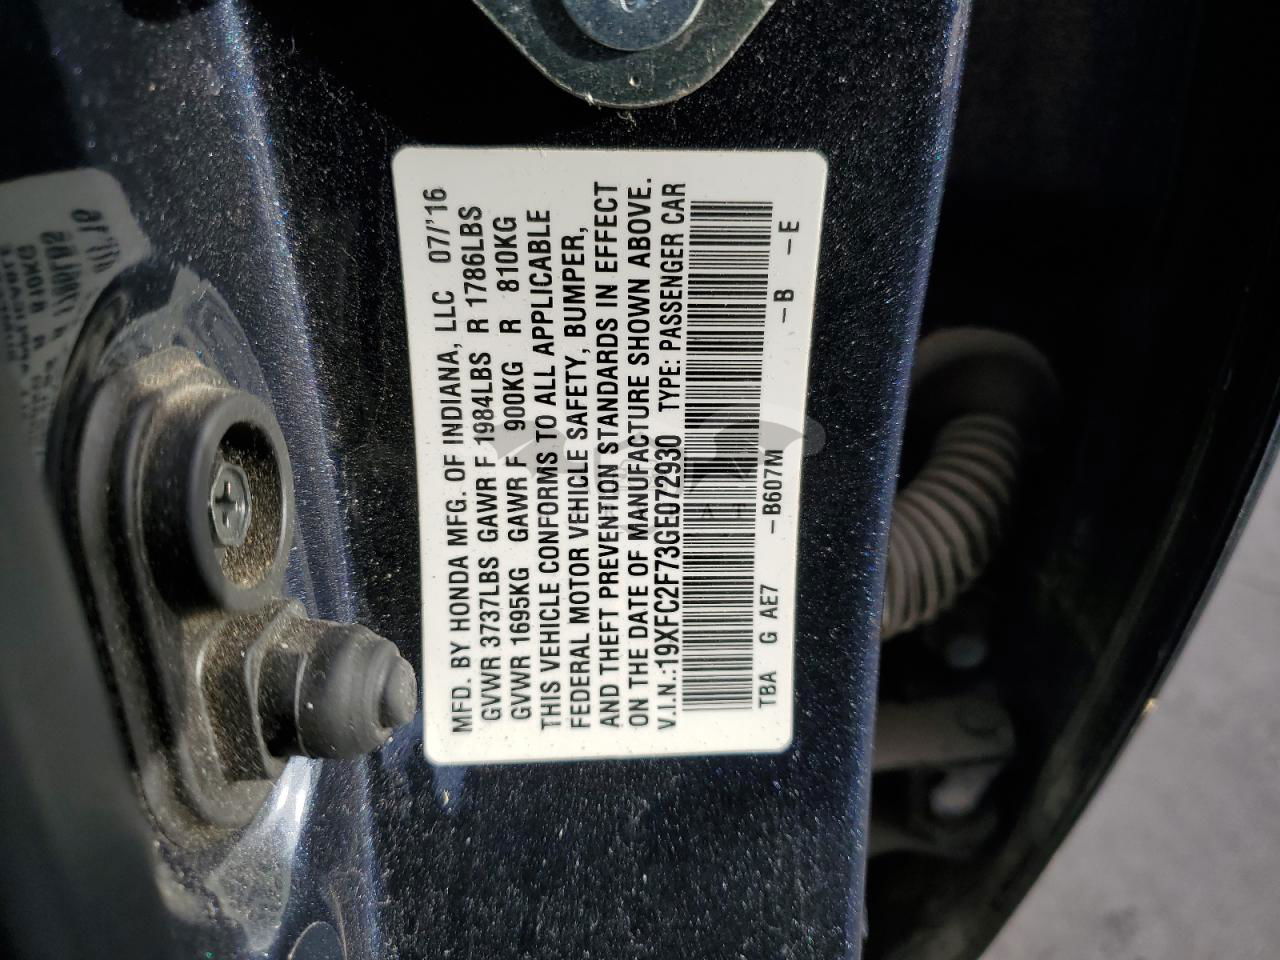 MFD. BY HONDA MFG. OF INDIANA, LLC 07/'16
GVWR 3737LBS GAWR F 1984LBS R 1786LBS
GVWR 1695KG GAWR F 900KG R 810KG
THIS VEHICLE CONFORMS TO ALL APPLICABLE
FEDERAL MOTOR VEHICLE SAFETY, BUMPER,
AND THEFT PREVENTION STANDARDS IN EFFECT
ON THE DATE OF MANUFACTURE SHOWN ABOVE.
V.I.N.:19XFC2F73GE072930 TYPE: PASSENGER CAR
TBA G AE7 -B607M -B -E